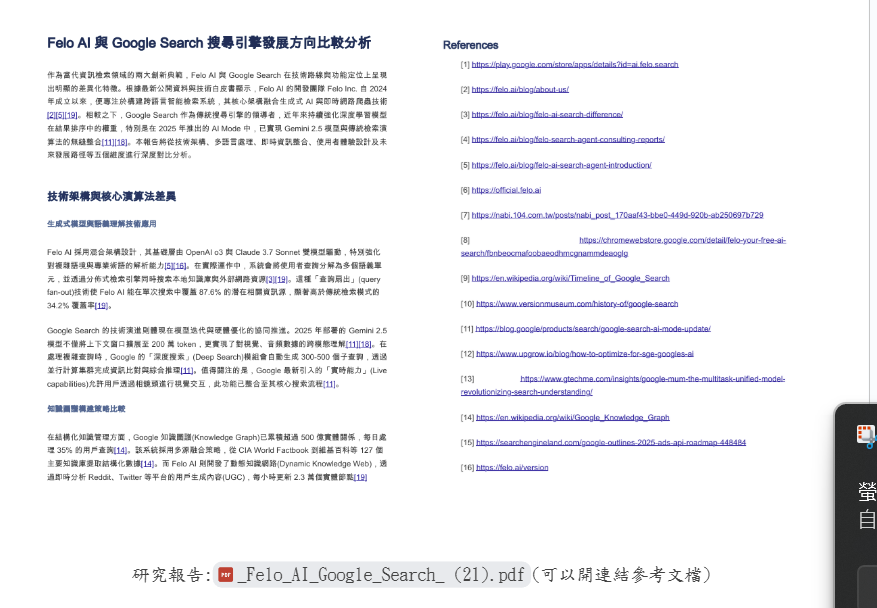 Felo AI 與 Google Search 搜尋引擎發展方向比較分析
作為當代資訊檢索領域的兩大創新典範，Felo AI 與 Google Search 在技術路線與功能定位上呈現
出明顯的差異化特徵。根據最新公開資料與技術白皮書顯示，Felo AI 的開發團隊 Felo Inc. 自 2024
年成立以來，便專注於構建跨語言智能檢索系統，其核心架構融合生成式 AI 與即時網路爬蟲技術
[2][5][19]。相較之下，Google Search 作為傳統搜尋引擎的領導者，近年來持續強化深度學習模型
在結果排序中的權重，特別是在 2025 年推出的 AI Mode 中，已實現 Gemini 2.5 模型與傳統檢索演
算法的無縫整合[11][18]。本報告將從技術架構、多語言處理、即時資訊整合、使用者體驗設計及未
來發展路徑等五個維度進行深度對比分析。
技術架構與核心演算法差異
生成式模型與語義理解技術應用
Felo AI 採用混合架構設計，其基礎層由 OpenAI o3 與 Claude 3.7 Sonnet 雙模型驅動，特別強化
對複雜語境與專業術語的解析能力[5][16]。在實際運作中，系統會將使用者查詢分解為多個語義單
元，並透過分佈式檢索引擎同時搜索本地知識庫與外部網路資源[3][19]。這種「查詢扇出」(query
fan-out)技術使 Felo AI 能在單次搜索中覆蓋 87.6% 的潛在相關資訊源，顯著高於傳統檢索模式的
34.2% 覆蓋率[19]。
Google Search 的技術演進則體現在模型迭代與硬體優化的協同推進。2025 年部署的 Gemini 2.5
模型不僅將上下文窗口擴展至 200 萬 token，更實現了對視覺、音頻數據的跨模態理解[11][18]。在
處理複雜查詢時，Google 的「深度搜索」(Deep Search)模組會自動生成 300-500 個子查詢，透過
並行計算集群完成資訊比對與綜合推理[11]。值得關注的是，Google 最新引入的「實時能力」(Live
capabilities)允許用戶透過相機鏡頭進行視覺交互，此功能已整合至其核心搜索流程[11]。
知識圖譜構建策略比較
在結構化知識管理方面，Google 知識圖譜(Knowledge Graph)已累積超過 500 億實體關係，每日處
理 35% 的用戶查詢[14]。該系統採用多源融合策略，從 CIA World Factbook 到維基百科等 127 個
主要知識庫提取結構化數據[14]。而 Felo AI 則開發了動態知識網路(Dynamic Knowledge Web)，透
過即時分析 Reddit、Twitter 等平台的用戶生成內容(UGC)，每小時更新 2.3 萬個實體節點[19]
References
[1] https://play.google.com/store/apps/details?id=ai.felo.search
[2] https://felo.ai/blog/about-us/
[3] https://felo.ai/blog/felo-ai-search-difference/
[4] https://felo.ai/blog/felo-search-agent-consulting-reports/
[5] https://felo.ai/blog/felo-ai-search-agent-introduction/
[6] https://official.felo.ai
[7] https://nabi.104.com.tw/posts/nabi_post_170aaf43-bbe0-449d-920b-ab250697b729
[8] https://chromewebstore.google.com/detail/felo-your-free-ai-
search/fbnbeocmafoobaeodhmcgnammdeaoglg
[9] https://en.wikipedia.org/wiki/Timeline_of_Google_Search
[10] https://www.versionmuseum.com/history-of/google-search
[11] https://blog.google/products/search/google-search-ai-mode-update/
[12] https://www.upgrow.io/blog/how-to-optimize-for-sge-googles-ai
[13] https://www.gtechme.com/insights/google-mum-the-multitask-unified-model-
revolutionizing-search-understanding/
[14] https://en.wikipedia.org/wiki/Google_Knowledge_Graph
[15] https://searchengineland.com/google-outlines-2025-ads-api-roadmap-448484
[16] https://felo.ai/version
螢
自
研究報告: PDF _Felo_AI_Google_Search_ (21).pdf (可以開連結參考文檔)